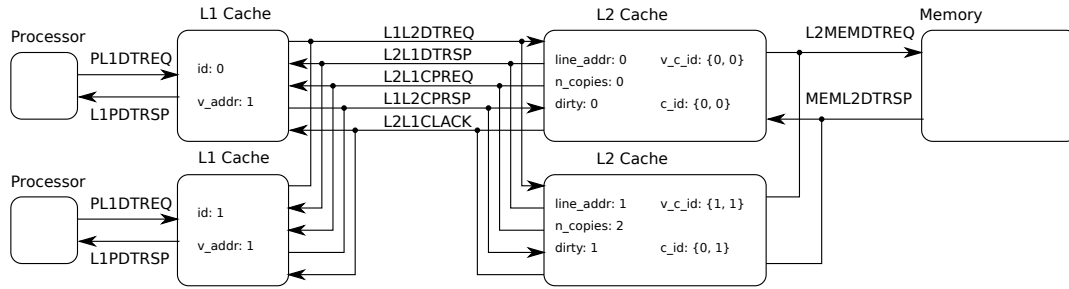 L1 Cache
L2 Cache
Memory
Processor
L1L2DTREQ
L2MEMDTREQ
PL1DTREQ
id: 0
L2L1DTRSP
line_addr: 0
v_c_id: {0, 0}
L2L1CPREQ
n_copies: 0
L1PDTRSP
v_addr: 1
L1L2CPRSP
dirty: 0
c_id: {0, 0}
MEML2DTRSP
L2L1CLACK
L1 Cache
L2 Cache
Processor
PL1DTREQ
id: 1
line_addr: 1
v_c_id: {1, 1}
n_copies: 2
L1PDTRSP
v_addr: 1
dirty: 1
c_id: {0, 1}